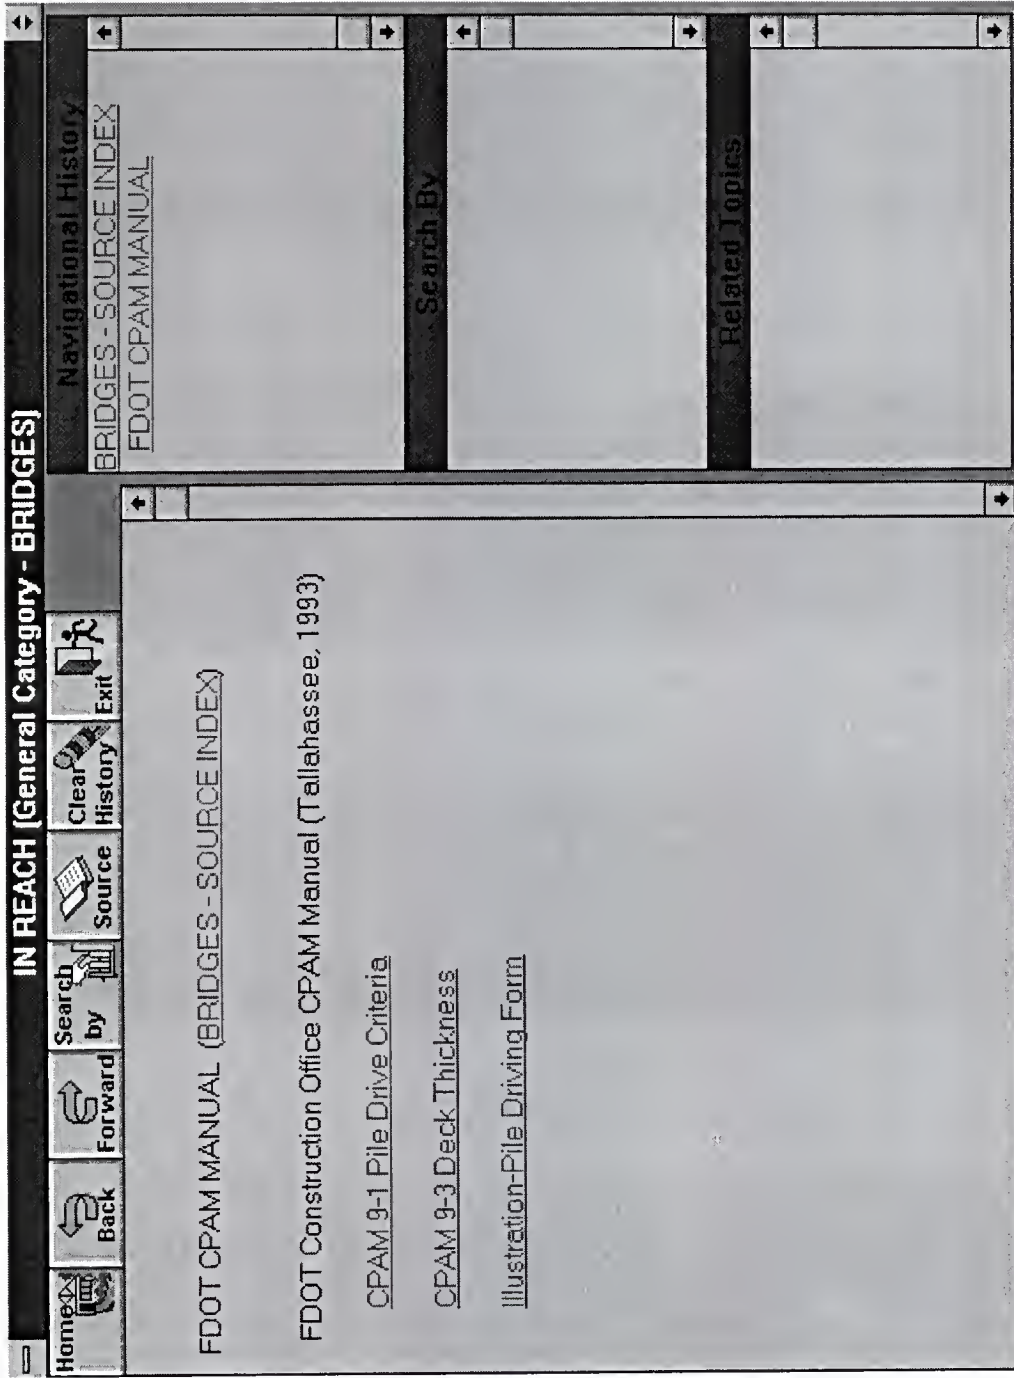 IN REACH [General Category - BRIDGES]
Home
Back
Forward
Search
by
Source
Clear
History
Exit
FDOT CPAM MANUAL (BRIDGES - SOURCE INDEX)
FDOT Construction Office CPAM Manual (Tallahassee, 1993)
CPAM 9-1 Pile Drive Criteria
CPAM 9-3 Deck Thickness
Illustration-Pile Driving Form
Navigational History
BRIDGES - SOURCE INDEX
FDOT CPAM MANUAL
Search By
Related Topics